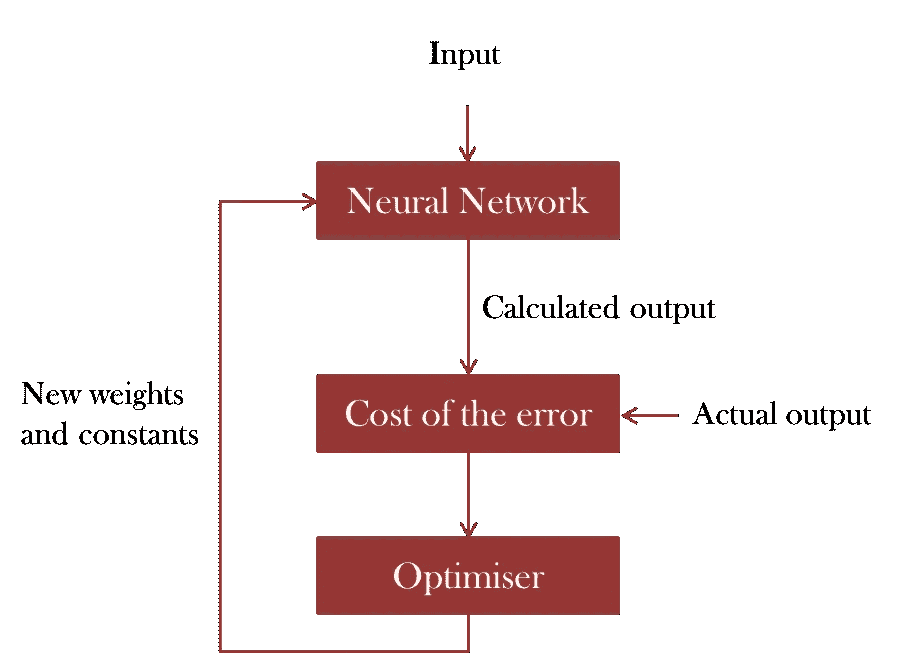 Input
Neural Network
Calculated output
New weights
and constants
Cost of the error
Actual output
Optimiser